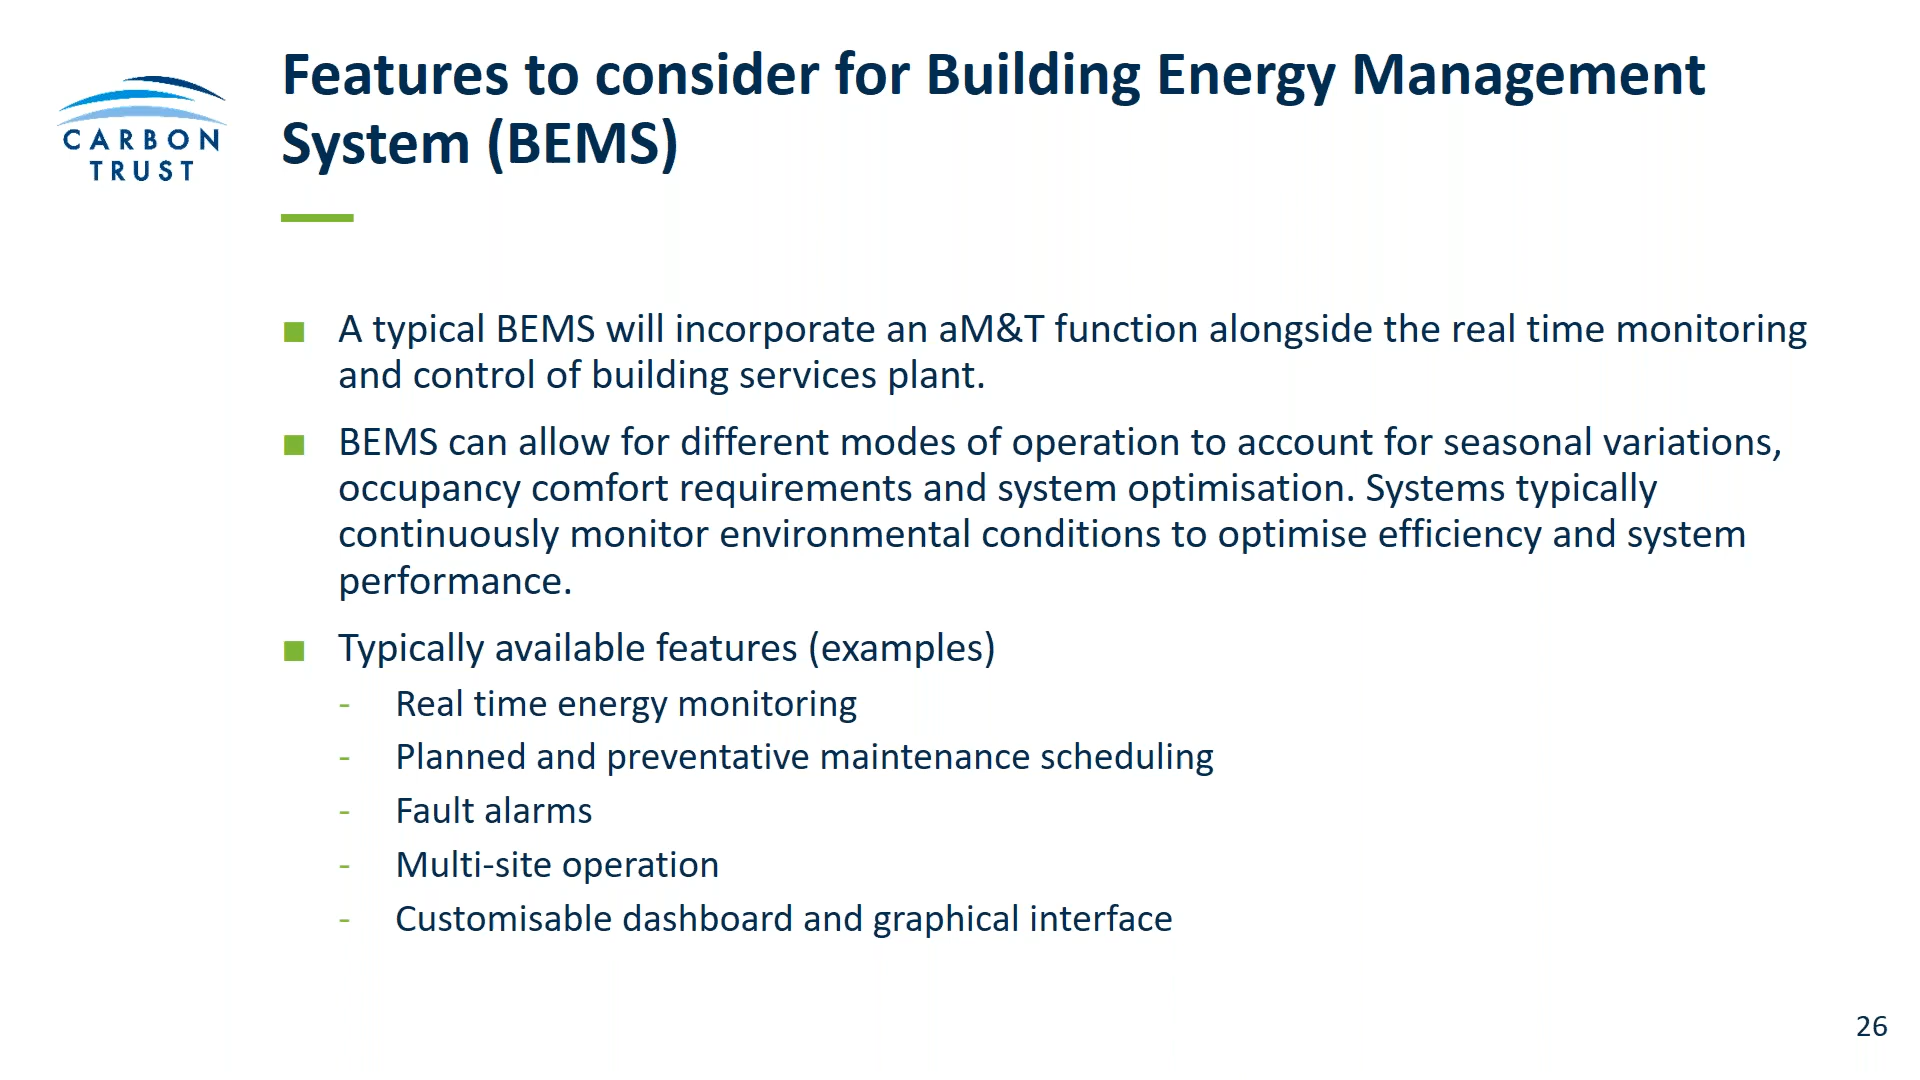 CARBON
TRUST
Features to consider for Building Energy Management
System (BEMS)
■ A typical BEMS will incorporate an aM&T function alongside the real time monitoring
and control of building services plant.
■ BEMS can allow for different modes of operation to account for seasonal variations,
occupancy comfort requirements and system optimisation. Systems typically
continuously monitor environmental conditions to optimise efficiency and system
performance.
■ Typically available features (examples)
- Real time energy monitoring
- Planned and preventative maintenance scheduling
- Fault alarms
- Multi-site operation
- Customisable dashboard and graphical interface
26